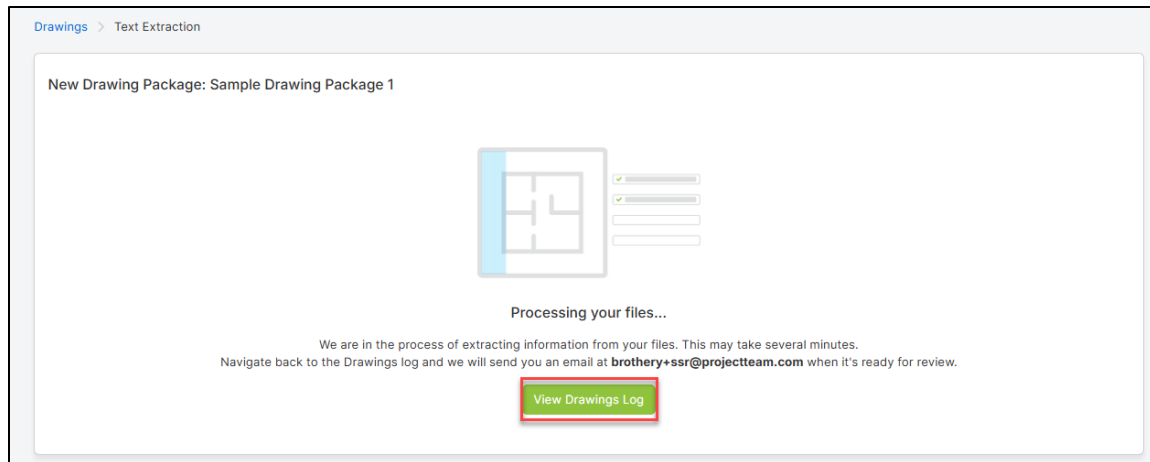 Drawings > Text Extraction
New Drawing Package: Sample Drawing Package 1
Processing your files...
We are in the process of extracting information from your files. This may take several minutes.
Navigate back to the Drawings log and we will send you an email at brothery+ssr@projectteam.com when it's ready for review.
View Drawings Log